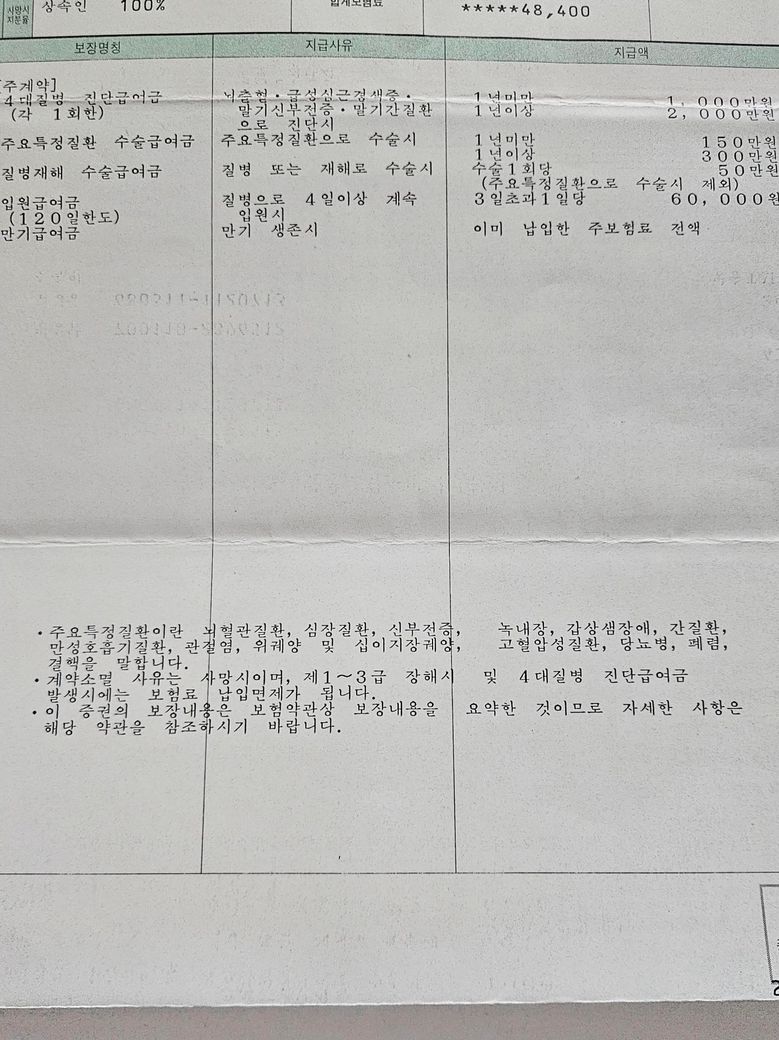 사망시 상속인 100% 합계보험료 *****48,400
지분율
보장명칭 지급사유 지급액
[주계약]
4대질병 진단급여금 뇌출혈·급성심근경색증· 1년미만 1,000만원
(각 1회한) 말기신부전증·말기간질환 1년이상 2,000만원
으로 진단시
주요특정질환 수술급여금 주요특정질환으로 수술시 1년미만 150만원
1년이상 300만원
질병재해 수술급여금 질병 또는 재해로 수술시 수술1회당 50만원
(주요특정질환으로 수술시 제외)
입원급여금 질병으로 4일이상 계속 3일초과1일당 60,000원
(120일한도) 입원시
만기급여금 만기 생존시 이미 납입한 주보험료 전액
·주요특정질환이란 뇌혈관질환, 심장질환, 신부전증, 녹내장, 갑상샘장애, 간질환,
만성호흡기질환, 관절염, 위궤양 및 십이지장궤양, 고혈압성질환, 당뇨병, 폐렴,
결핵을 말합니다.
·계약소멸 사유는 사망시이며, 제1~3급 장해시 및 4대질병 진단급여금
발생시에는 보험료 납입면제가 됩니다.
·이 증권의 보장내용은 보험약관상 보장내용을 요약한 것이므로 자세한 사항은
해당 약관을 참조하시기 바랍니다.